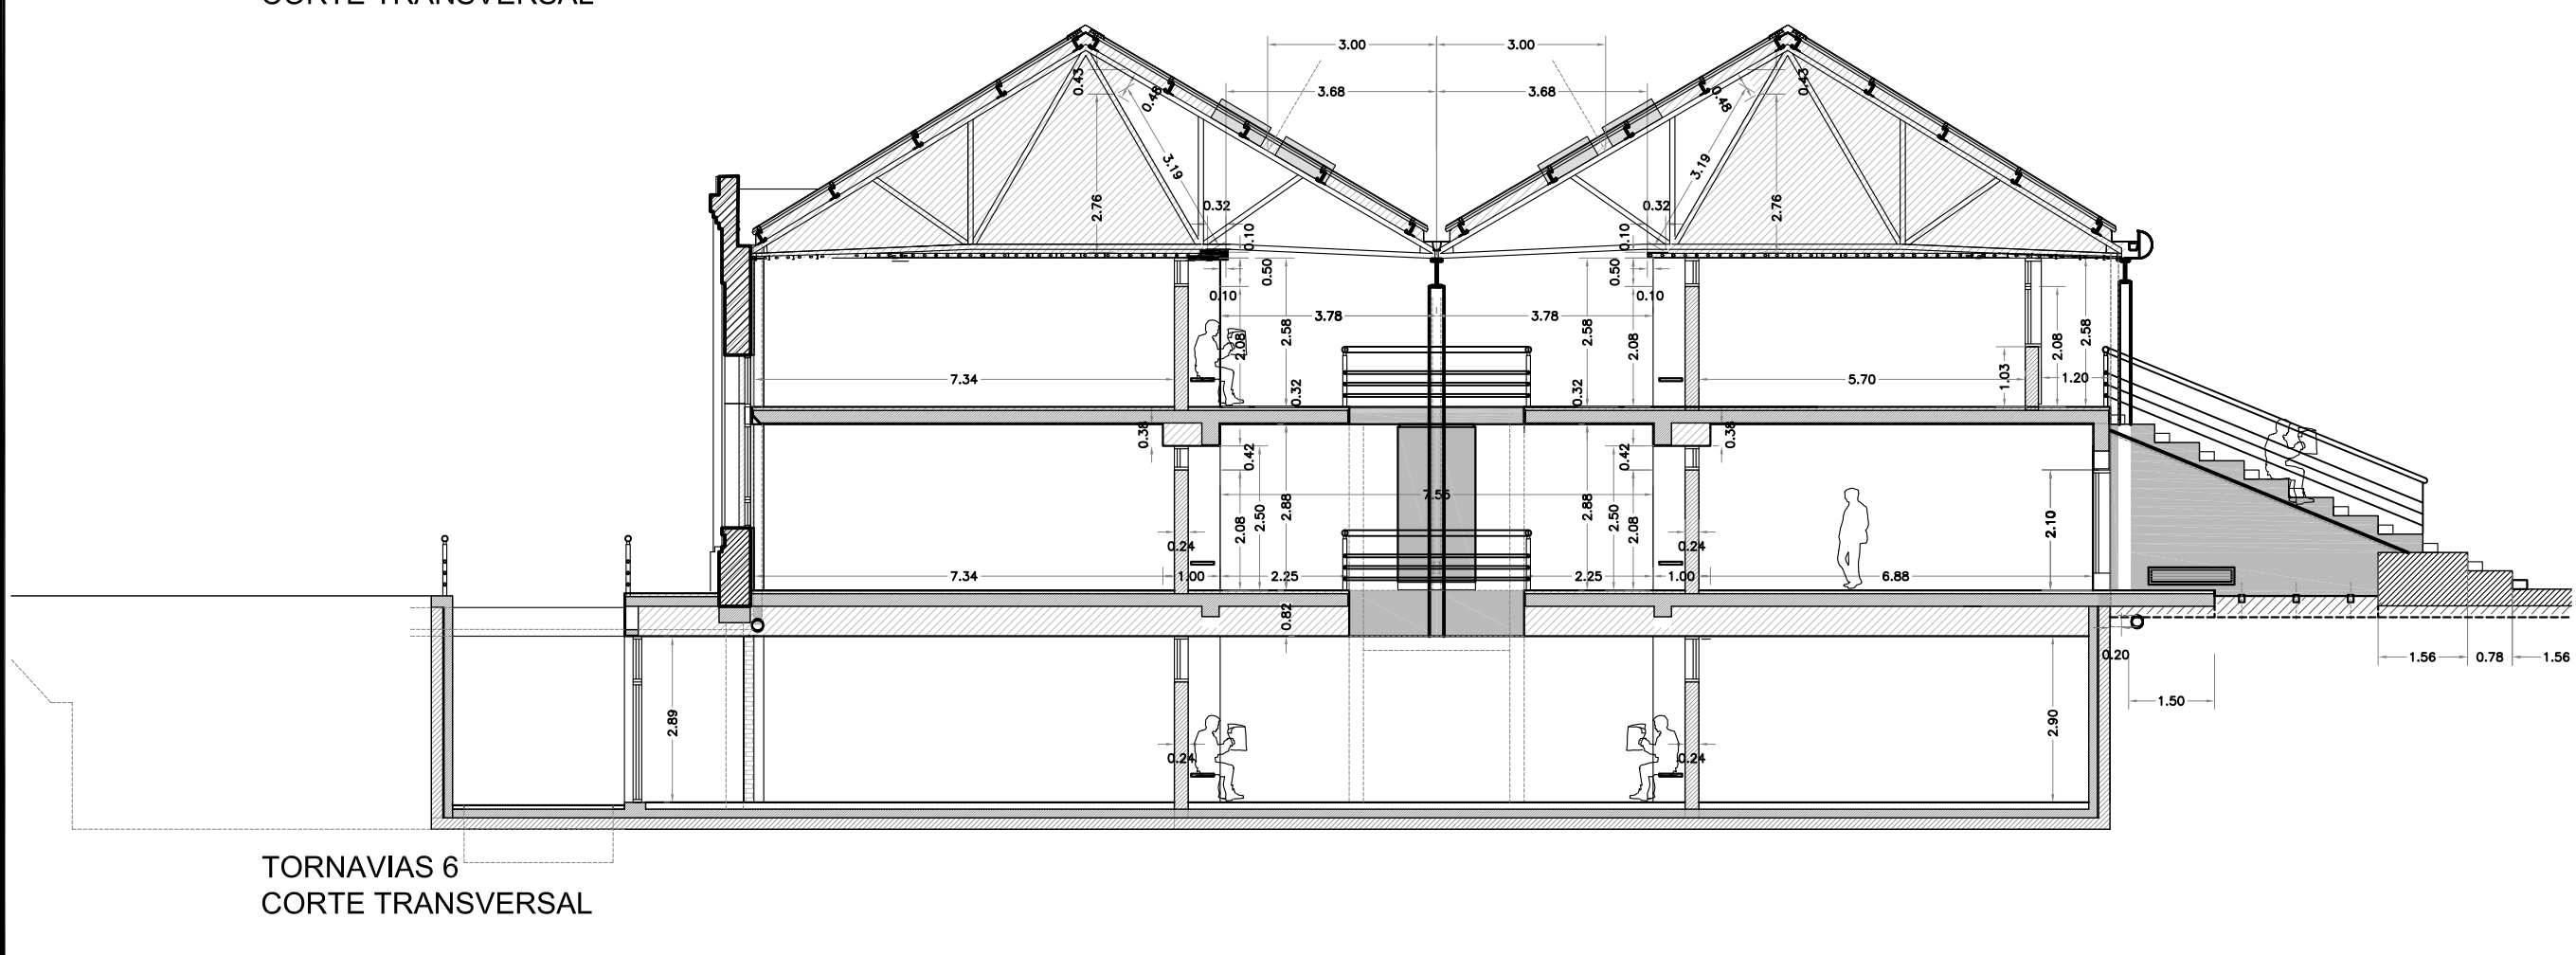 CORTE TRANSVERSAL
3.00 3.00
3.68 3.68
0.43 0.48 0.48 0.43
3.19 3.19
2.76 2.76
0.32 0.32
0.10 0.10
0.50 0.50
0.10 0.10
3.78 3.78
2.08 2.58 2.58 2.08 2.08 2.58
7.34 0.32 0.32 5.70 1.03 1.20
0.38 0.42 0.42 0.38
7.55
2.08 2.50 2.88 2.88 2.50 2.08 2.10
0.24 0.24
7.34 1.00 2.25 2.25 1.00 6.88
0.82
0.20 1.56 0.78 1.56
1.50
2.89 2.90
0.24 0.24
TORNAVIAS 6
CORTE TRANSVERSAL